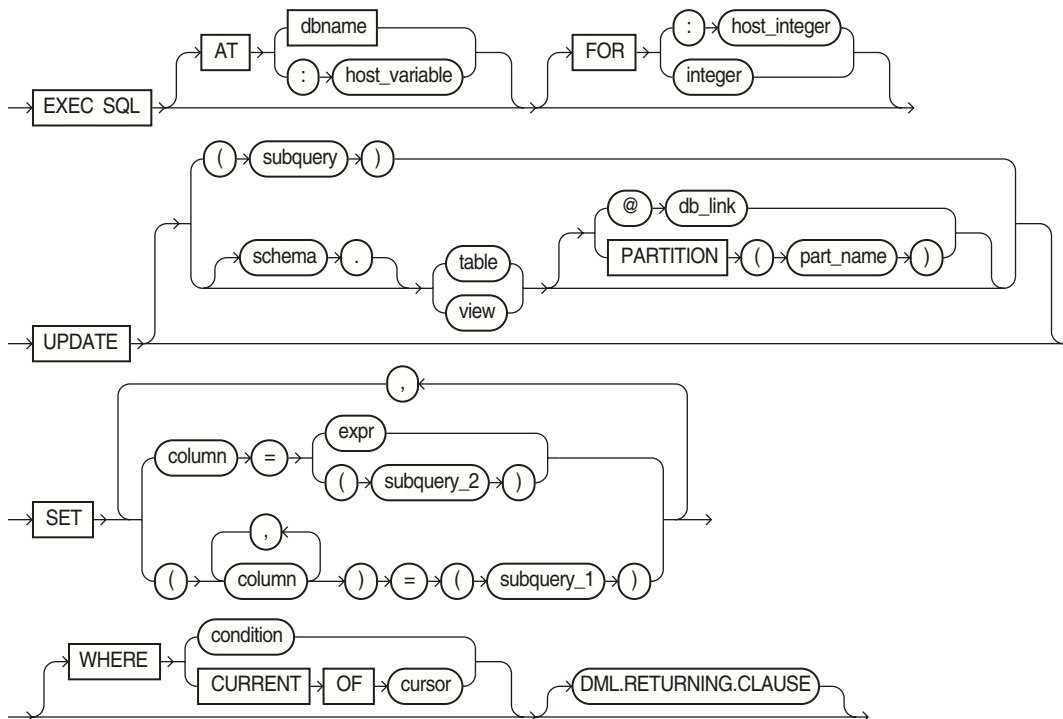 dbname
AT
: host_variable
: host_integer
FOR
integer
EXEC SQL
( subquery )
@ db_link
PARTITION ( part_name )
schema .
table
view
UPDATE
,
expr
column =
( subquery_2 )
SET
,
( column ) = ( subquery_1 )
condition
WHERE
CURRENT OF cursor
DML.RETURNING.CLAUSE